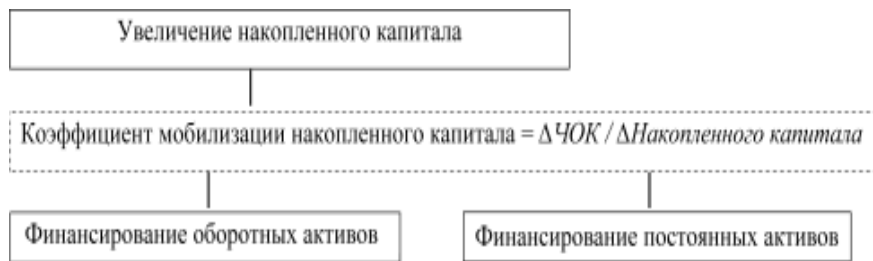 Увеличение накопленного капитала
Коэффициент мобилизации накопленного капитала = ΔЧОК / ΔНакопленного капитала
Финансирование оборотных активов
Финансирование постоянных активов